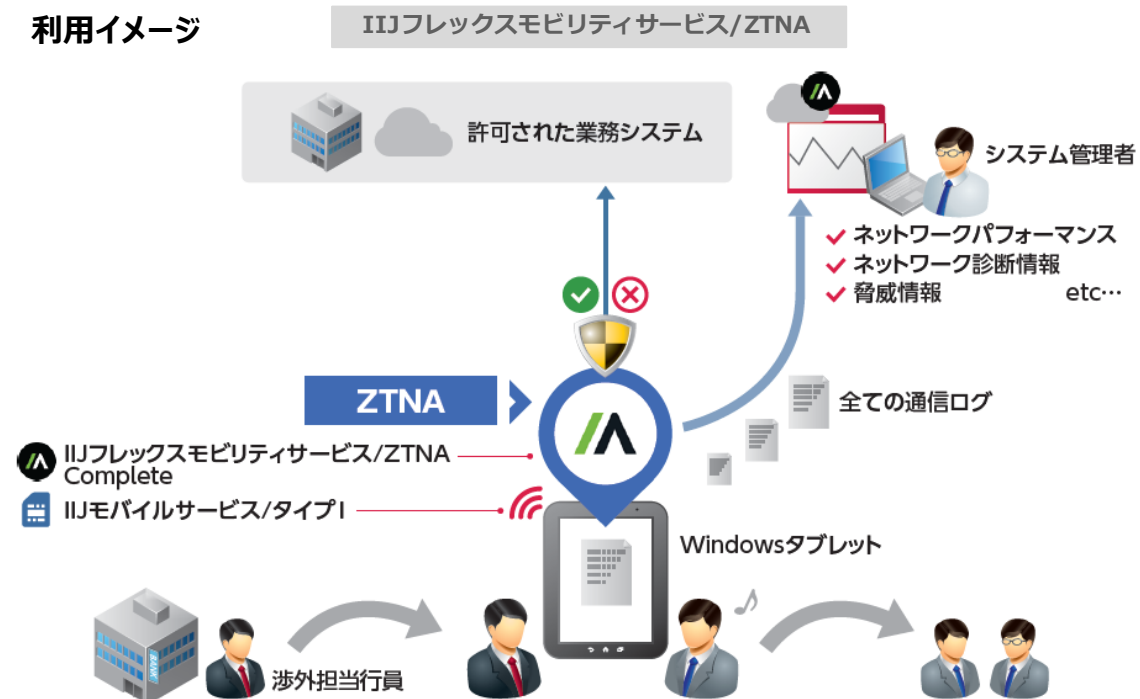 利用イメージ
IIJフレックスモビリティサービス/ZTNA
許可された業務システム
システム管理者
ネットワークパフォーマンス
ネットワーク診断情報
脅威情報 etc…
ZTNA
全ての通信ログ
IIJフレックスモビリティサービス/ZTNA
Complete
IIJモバイルサービス/タイプI
Windowsタブレット
BANK
渉外担当行員